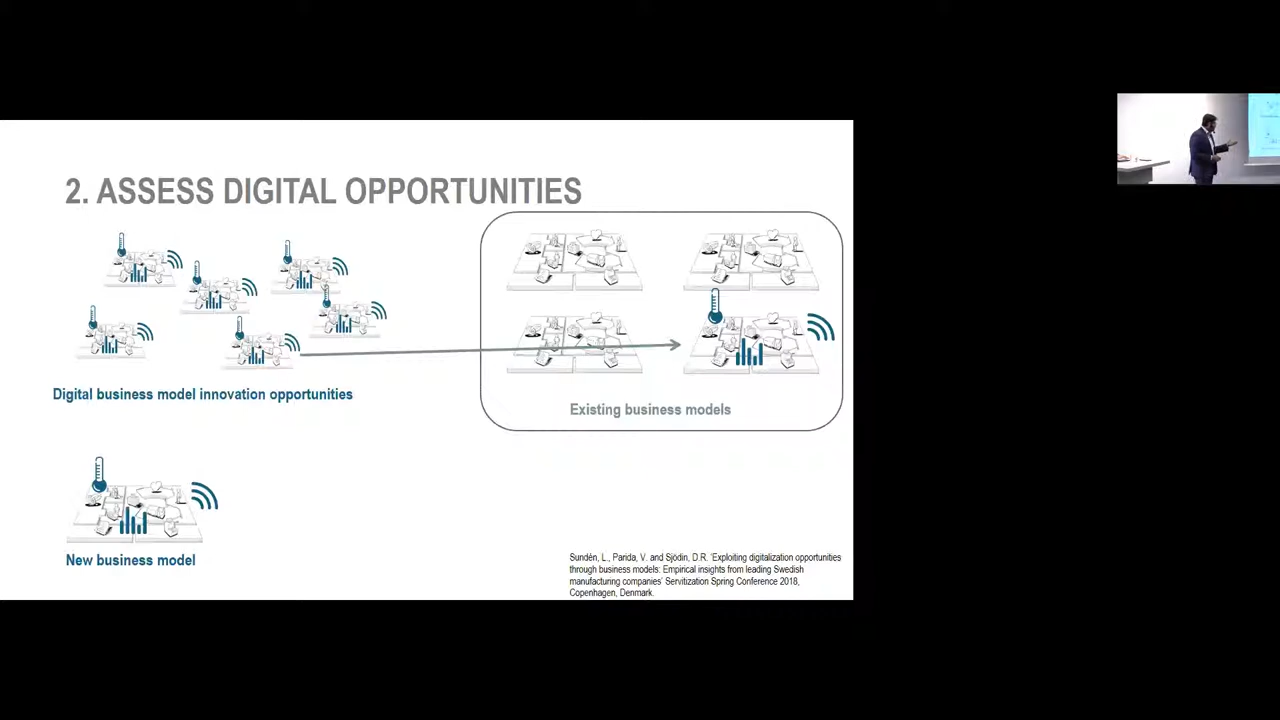 2. ASSESS DIGITAL OPPORTUNITIES
Digital business model innovation opportunities
Existing business models
New business model
Sundén, L., Parida, V. and Sjödin, D.R. 'Exploiting digitalization opportunities
through business models: Empirical insights from leading Swedish
manufacturing companies' Servitization Spring Conference 2018,
Copenhagen, Denmark.